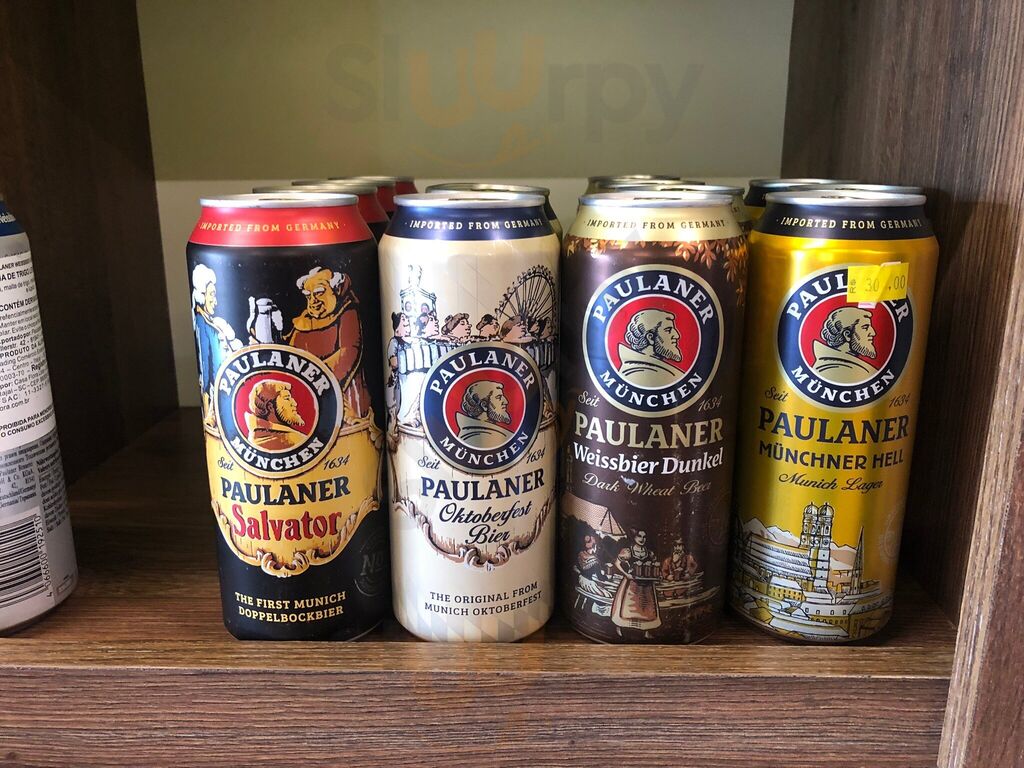 Sluurpy
IMPORTED FROM GERMANY
PAULANER
MÜNCHEN
Seit 1634
PAULANER
Salvator
THE FIRST MUNICH
DOPPELBOCKBIER
IMPORTED FROM GERMANY
PAULANER
MÜNCHEN
Seit 1634
PAULANER
Oktoberfest
Bier
THE ORIGINAL FROM
MUNICH OKTOBERFEST
IMPORTED FROM GERMANY
PAULANER
MÜNCHEN
Seit 1634
PAULANER
Weissbier Dunkel
Dark Wheat Beer
IMPORTED FROM GERMANY
R$ 30,00
PAUL
MÜNCHEN
Seit 1634
PAULANER
MÜNCHNER HELL
Munich Lager